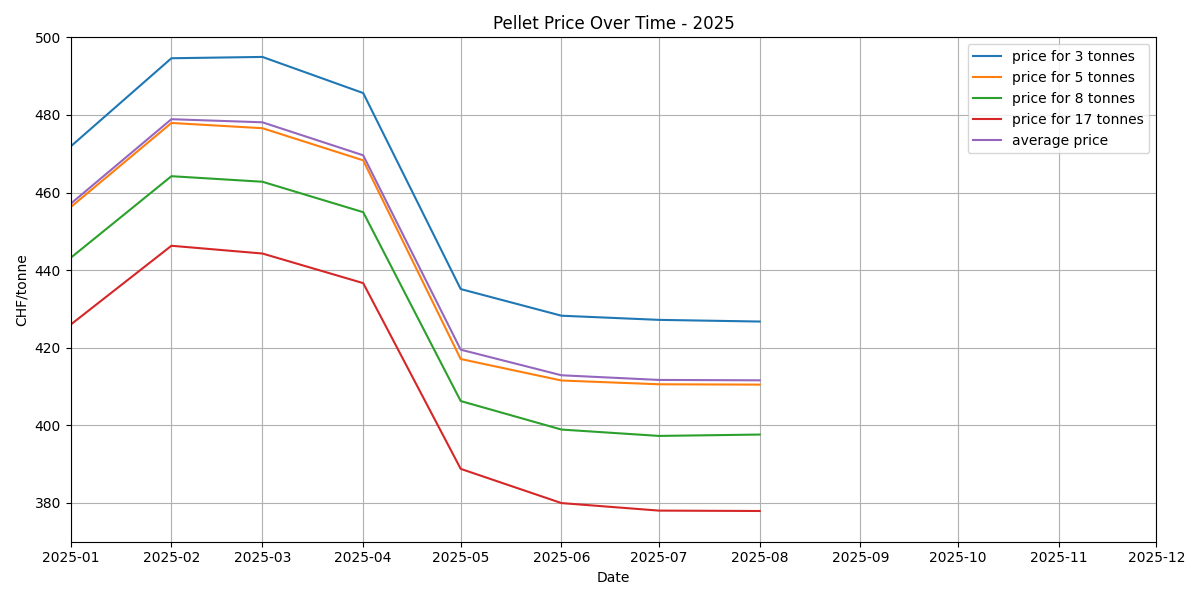 Pellet Price Over Time - 2025
500
480
460
440
420
400
380
CHF/tonne
price for 3 tonnes
price for 5 tonnes
price for 8 tonnes
price for 17 tonnes
average price
2025-01 2025-02 2025-03 2025-04 2025-05 2025-06 2025-07 2025-08 2025-09 2025-10 2025-11 2025-12
Date